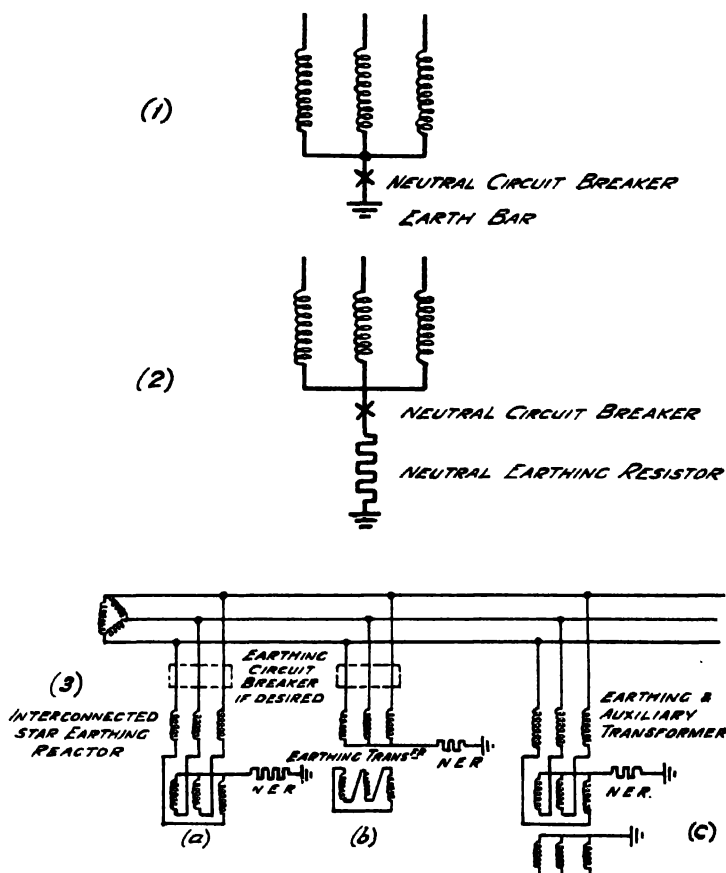 (1)
NEUTRAL CIRCUIT BREAKER
EARTH BAR
(2)
NEUTRAL CIRCUIT BREAKER
NEUTRAL EARTHING RESISTOR
(3)
INTERCONNECTED
STAR EARTHING
REACTOR
EARTHING
CIRCUIT
BREAKER
IF DESIRED
EARTHING TRANSFR
EARTHING &
AUXILIARY
TRANSFORMER
N E R
N E R
N E R.
(a)
(b)
(c)